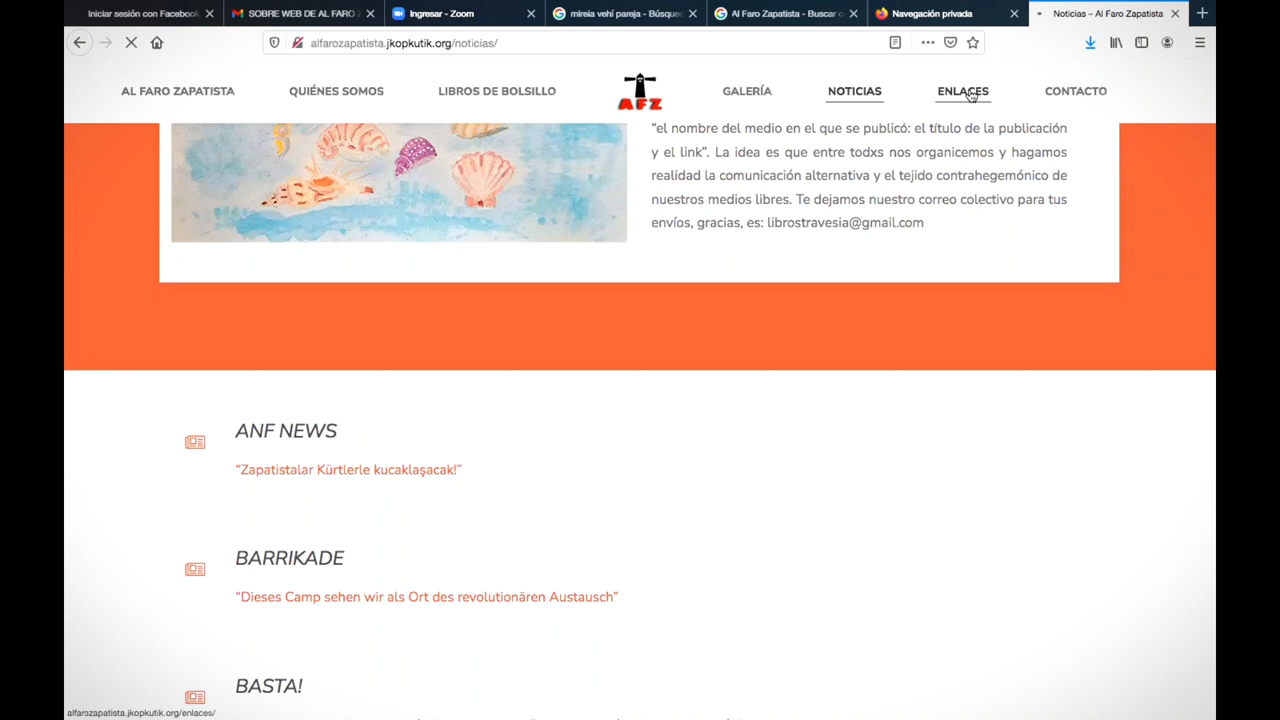 Iniciar sesión con Facebook
SOBRE WEB DE AL FARO Z
Ingresar - Zoom
mireia vehí pareja - Búsqued
Al Faro Zapatista - Buscar c
Navegación privada
Noticias – Al Faro Zapatista
alfarozapatista.jkopkutik.org/noticias/
AL FARO ZAPATISTA
QUIÉNES SOMOS
LIBROS DE BOLSILLO
AFZ
GALERÍA
NOTICIAS
ENLACES
CONTACTO
“el nombre del medio en el que se publicó: el título de la publicación
y el link”. La idea es que entre todxs nos organicemos y hagamos
realidad la comunicación alternativa y el tejido contrahegemónico de
nuestros medios libres. Te dejamos nuestro correo colectivo para tus
envíos, gracias, es: librostravesia@gmail.com
ANF NEWS
“Zapatistalar Kürtlerle kucaklaşacak!”
BARRIKADE
“Dieses Camp sehen wir als Ort des revolutionären Austausch”
BASTA!
alfarozapatista.jkopkutik.org/enlaces/